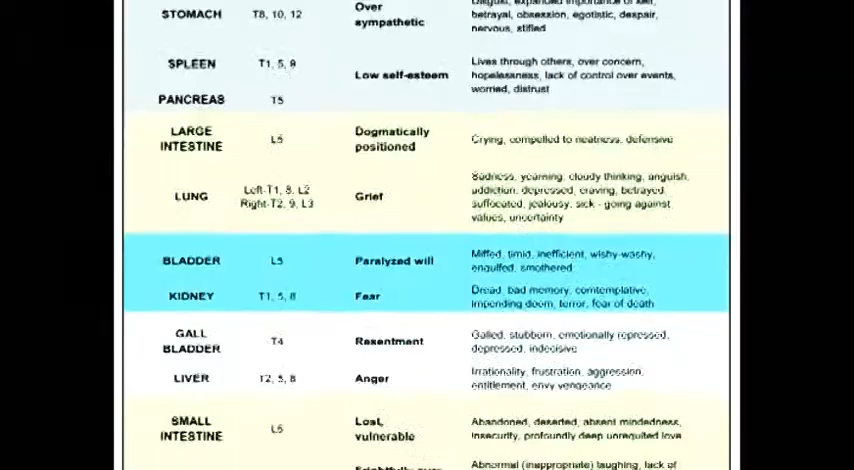 Disgust, expanded importance of self,
STOMACH T8, 10, 12 Over sympathetic betrayal, obsession, egotistic, despair,
nervous, stifled
SPLEEN T1, 5, 9 Lives through others, over concern,
Low self-esteem hopelessness, lack of control over events,
PANCREAS T5 worried, distrust
LARGE INTESTINE L5 Dogmatically positioned Crying, compelled to neatness, defensive
Sadness, yearning, cloudy thinking, anguish,
LUNG Left-T1, 8, L2 Grief addiction, depressed, craving, betrayed,
Right-T2, 9, L3 suffocated, jealousy, sick - going against
values, uncertainty
BLADDER L5 Paralyzed will Miffed, timid, inefficient, wishy-washy,
engulfed, smothered
KIDNEY T1, 5, 8 Fear Dread, bad memory, comtemplative,
impending doom, terror, fear of death
GALL BLADDER T4 Resentment Galled, stubborn, emotionally repressed,
depressed, indecisive
LIVER T2, 5, 8 Anger Irrationality, frustration, aggression,
entitlement, envy vengeance
SMALL INTESTINE L5 Lost, vulnerable Abandoned, deserted, absent mindedness,
insecurity, profoundly deep unrequited love
Abnormal (inappropriate) laughing, lack of